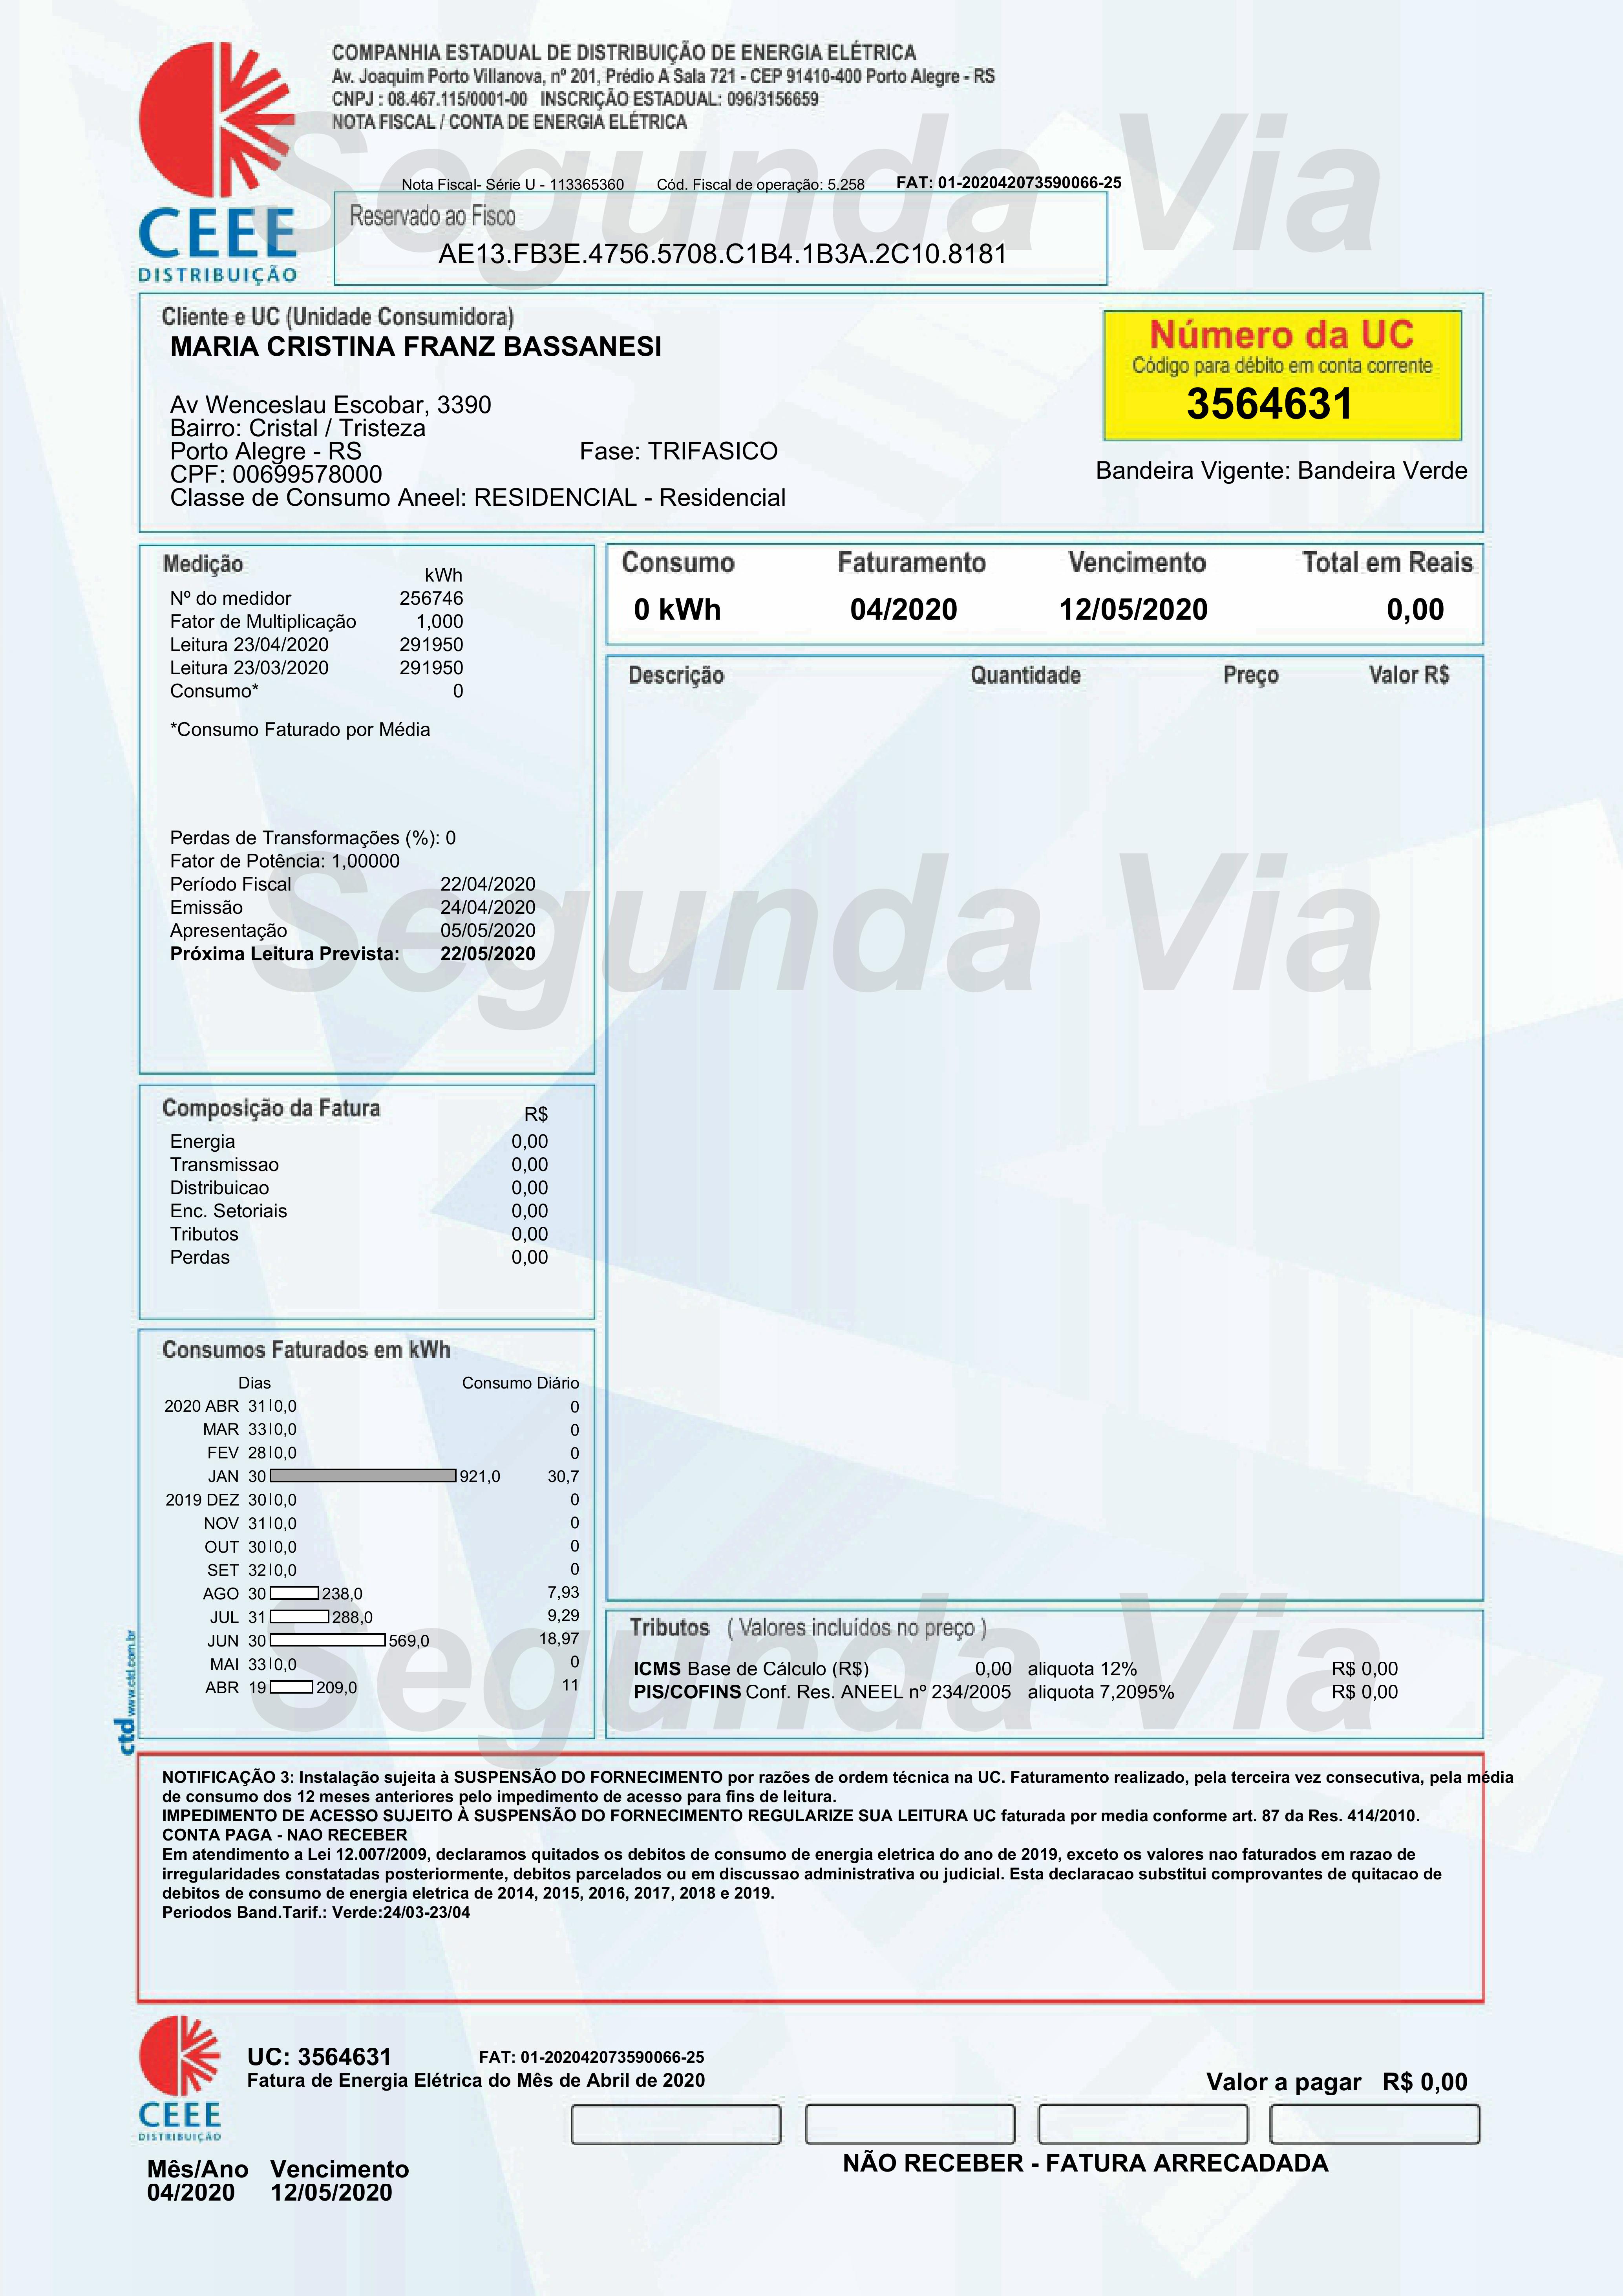 COMPANHIA ESTADUAL DE DISTRIBUIÇÃO DE ENERGIA ELÉTRICA
Av. Joaquim Porto Villanova, nº 201, Prédio A Sala 721 - CEP 91410-400 Porto Alegre - RS
CNPJ : 08.467.115/0001-00 INSCRIÇÃO ESTADUAL: 096/3156659
NOTA FISCAL / CONTA DE ENERGIA ELÉTRICA
Segunda Via
Nota Fiscal- Série U - 113365360 Cód. Fiscal de operação: 5.258 FAT: 01-202042073590066-25
CEEE
DISTRIBUIÇÃO
Reservado ao Fisco
AE13.FB3E.4756.5708.C1B4.1B3A.2C10.8181
Cliente e UC (Unidade Consumidora)
MARIA CRISTINA FRANZ BASSANESI
Av Wenceslau Escobar, 3390
Bairro: Cristal / Tristeza
Porto Alegre - RS Fase: TRIFASICO
CPF: 00699578000
Classe de Consumo Aneel: RESIDENCIAL - Residencial
Número da UC
Código para débito em conta corrente
3564631
Bandeira Vigente: Bandeira Verde
Medição
kWh
Nº do medidor 256746
Fator de Multiplicação 1,000
Leitura 23/04/2020 291950
Leitura 23/03/2020 291950
Consumo* 0
*Consumo Faturado por Média
Perdas de Transformações (%): 0
Fator de Potência: 1,00000
Período Fiscal 22/04/2020
Emissão 24/04/2020
Apresentação 05/05/2020
Próxima Leitura Prevista: 22/05/2020
Consumo Faturamento Vencimento Total em Reais
0 kWh 04/2020 12/05/2020 0,00
Descrição Quantidade Preço Valor R$
Segunda Via
Composição da Fatura R$
Energia 0,00
Transmissao 0,00
Distribuicao 0,00
Enc. Setoriais 0,00
Tributos 0,00
Perdas 0,00
Consumos Faturados em kWh
Dias Consumo Diário
2020 ABR 31 0,0 0
MAR 33 0,0 0
FEV 28 0,0 0
JAN 30 921,0 30,7
2019 DEZ 30 0,0 0
NOV 31 0,0 0
OUT 30 0,0 0
SET 32 0,0 0
AGO 30 238,0 7,93
JUL 31 288,0 9,29
JUN 30 569,0 18,97
MAI 33 0,0 0
ABR 19 209,0 11
Segunda Via
ctd www.ctd.com.br
Tributos ( Valores incluídos no preço )
ICMS Base de Cálculo (R$) 0,00 aliquota 12% R$ 0,00
PIS/COFINS Conf. Res. ANEEL nº 234/2005 aliquota 7,2095% R$ 0,00
NOTIFICAÇÃO 3: Instalação sujeita à SUSPENSÃO DO FORNECIMENTO por razões de ordem técnica na UC. Faturamento realizado, pela terceira vez consecutiva, pela média
de consumo dos 12 meses anteriores pelo impedimento de acesso para fins de leitura.
IMPEDIMENTO DE ACESSO SUJEITO À SUSPENSÃO DO FORNECIMENTO REGULARIZE SUA LEITURA UC faturada por media conforme art. 87 da Res. 414/2010.
CONTA PAGA - NAO RECEBER
Em atendimento a Lei 12.007/2009, declaramos quitados os debitos de consumo de energia eletrica do ano de 2019, exceto os valores nao faturados em razao de
irregularidades constatadas posteriormente, debitos parcelados ou em discussao administrativa ou judicial. Esta declaracao substitui comprovantes de quitacao de
debitos de consumo de energia eletrica de 2014, 2015, 2016, 2017, 2018 e 2019.
Periodos Band.Tarif.: Verde:24/03-23/04
CEEE
DISTRIBUIÇÃO
UC: 3564631 FAT: 01-202042073590066-25
Fatura de Energia Elétrica do Mês de Abril de 2020
Valor a pagar R$ 0,00
NÃO RECEBER - FATURA ARRECADADA
Mês/Ano Vencimento
04/2020 12/05/2020